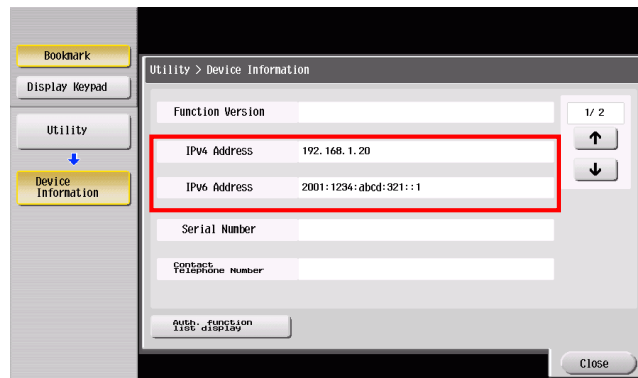 Bookmark
Display Keypad
Utility
Device
Information
Utility > Device Information
Function Version
1/ 2
IPv4 Address
192.168.1.20
IPv6 Address
2001:1234:abcd:321::1
Serial Number
Contact
Telephone Number
Auth. function
list display
Close